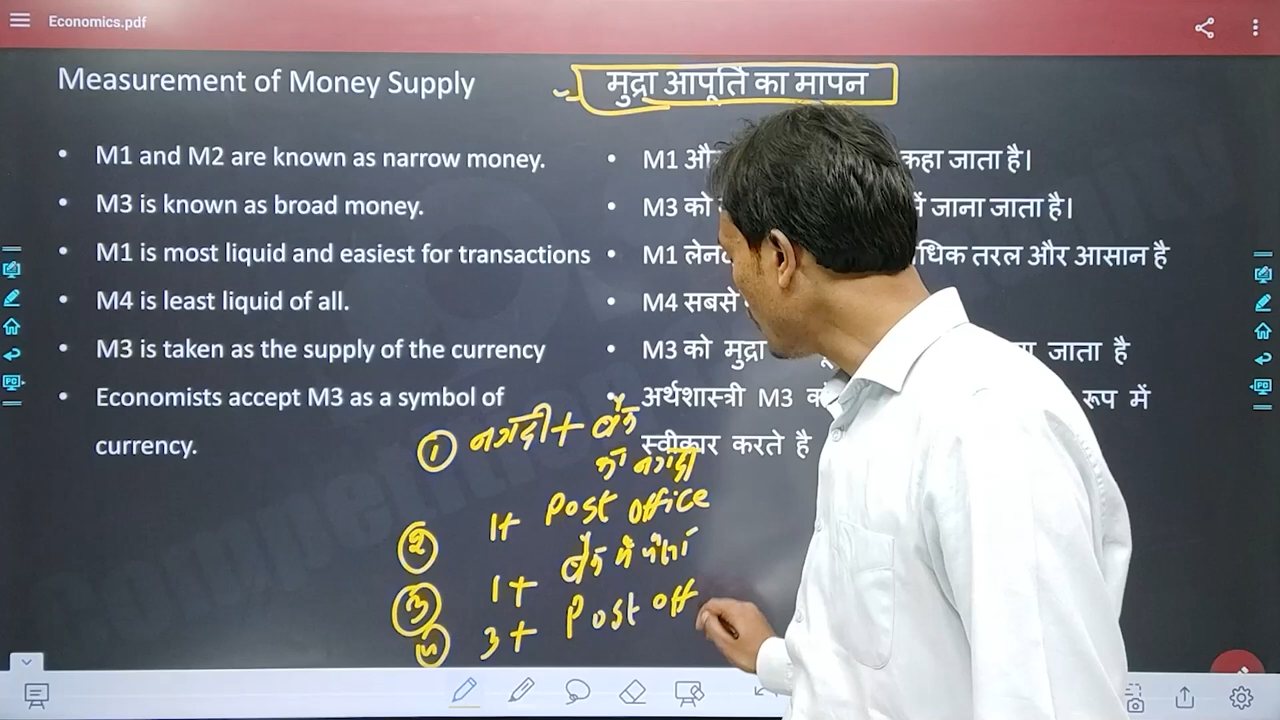 Economics.pdf
Measurement of Money Supply
मुद्रा आपूर्ति का मापन
• M1 and M2 are known as narrow money.
• M3 is known as broad money.
• M1 is most liquid and easiest for transactions
• M4 is least liquid of all.
• M3 is taken as the supply of the currency
• Economists accept M3 as a symbol of
currency.
• M1 और कहा जाता है।
• M3 को में जाना जाता है।
• M1 अधिक तरल और आसान है
• M4 सबसे
• M3 को मुद्रा जाता है
• अर्थशास्त्री M3 को रूप में
स्वीकार करते है
1 नगदी + बैंक
में नगदी
2 1+ Post office
3 1+ बैंक में पैसा
4 3+ Post off